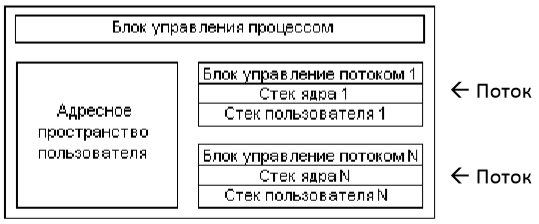 Блок управления процессом
Адресное
пространство
пользователя
Блок управление потоком 1
Стек ядра 1
Стек пользователя 1
← Поток
Блок управление потоком N
Стек ядра N
Стек пользователя N
← Поток